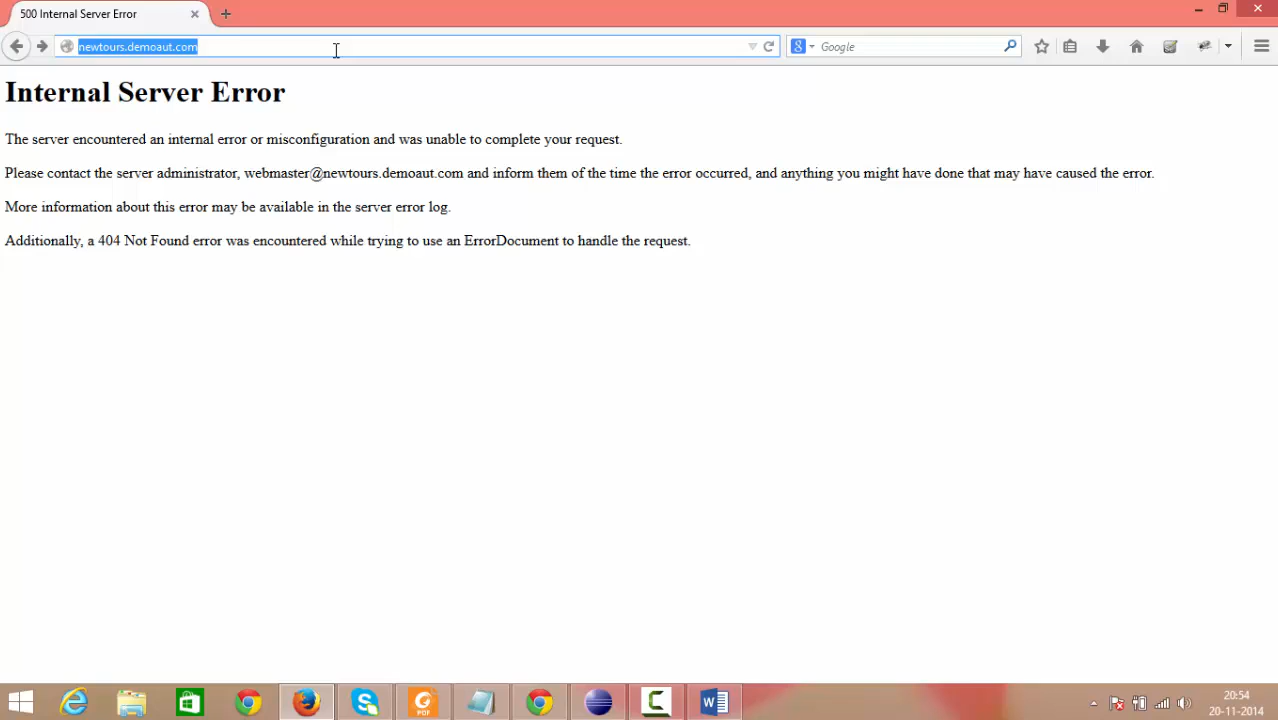 500 Internal Server Error
newtours.demoaut.com
Google
Internal Server Error
The server encountered an internal error or misconfiguration and was unable to complete your request.
Please contact the server administrator, webmaster@newtours.demoaut.com and inform them of the time the error occurred, and anything you might have done that may have caused the error.
More information about this error may be available in the server error log.
Additionally, a 404 Not Found error was encountered while trying to use an ErrorDocument to handle the request.
20:54
20-11-2014